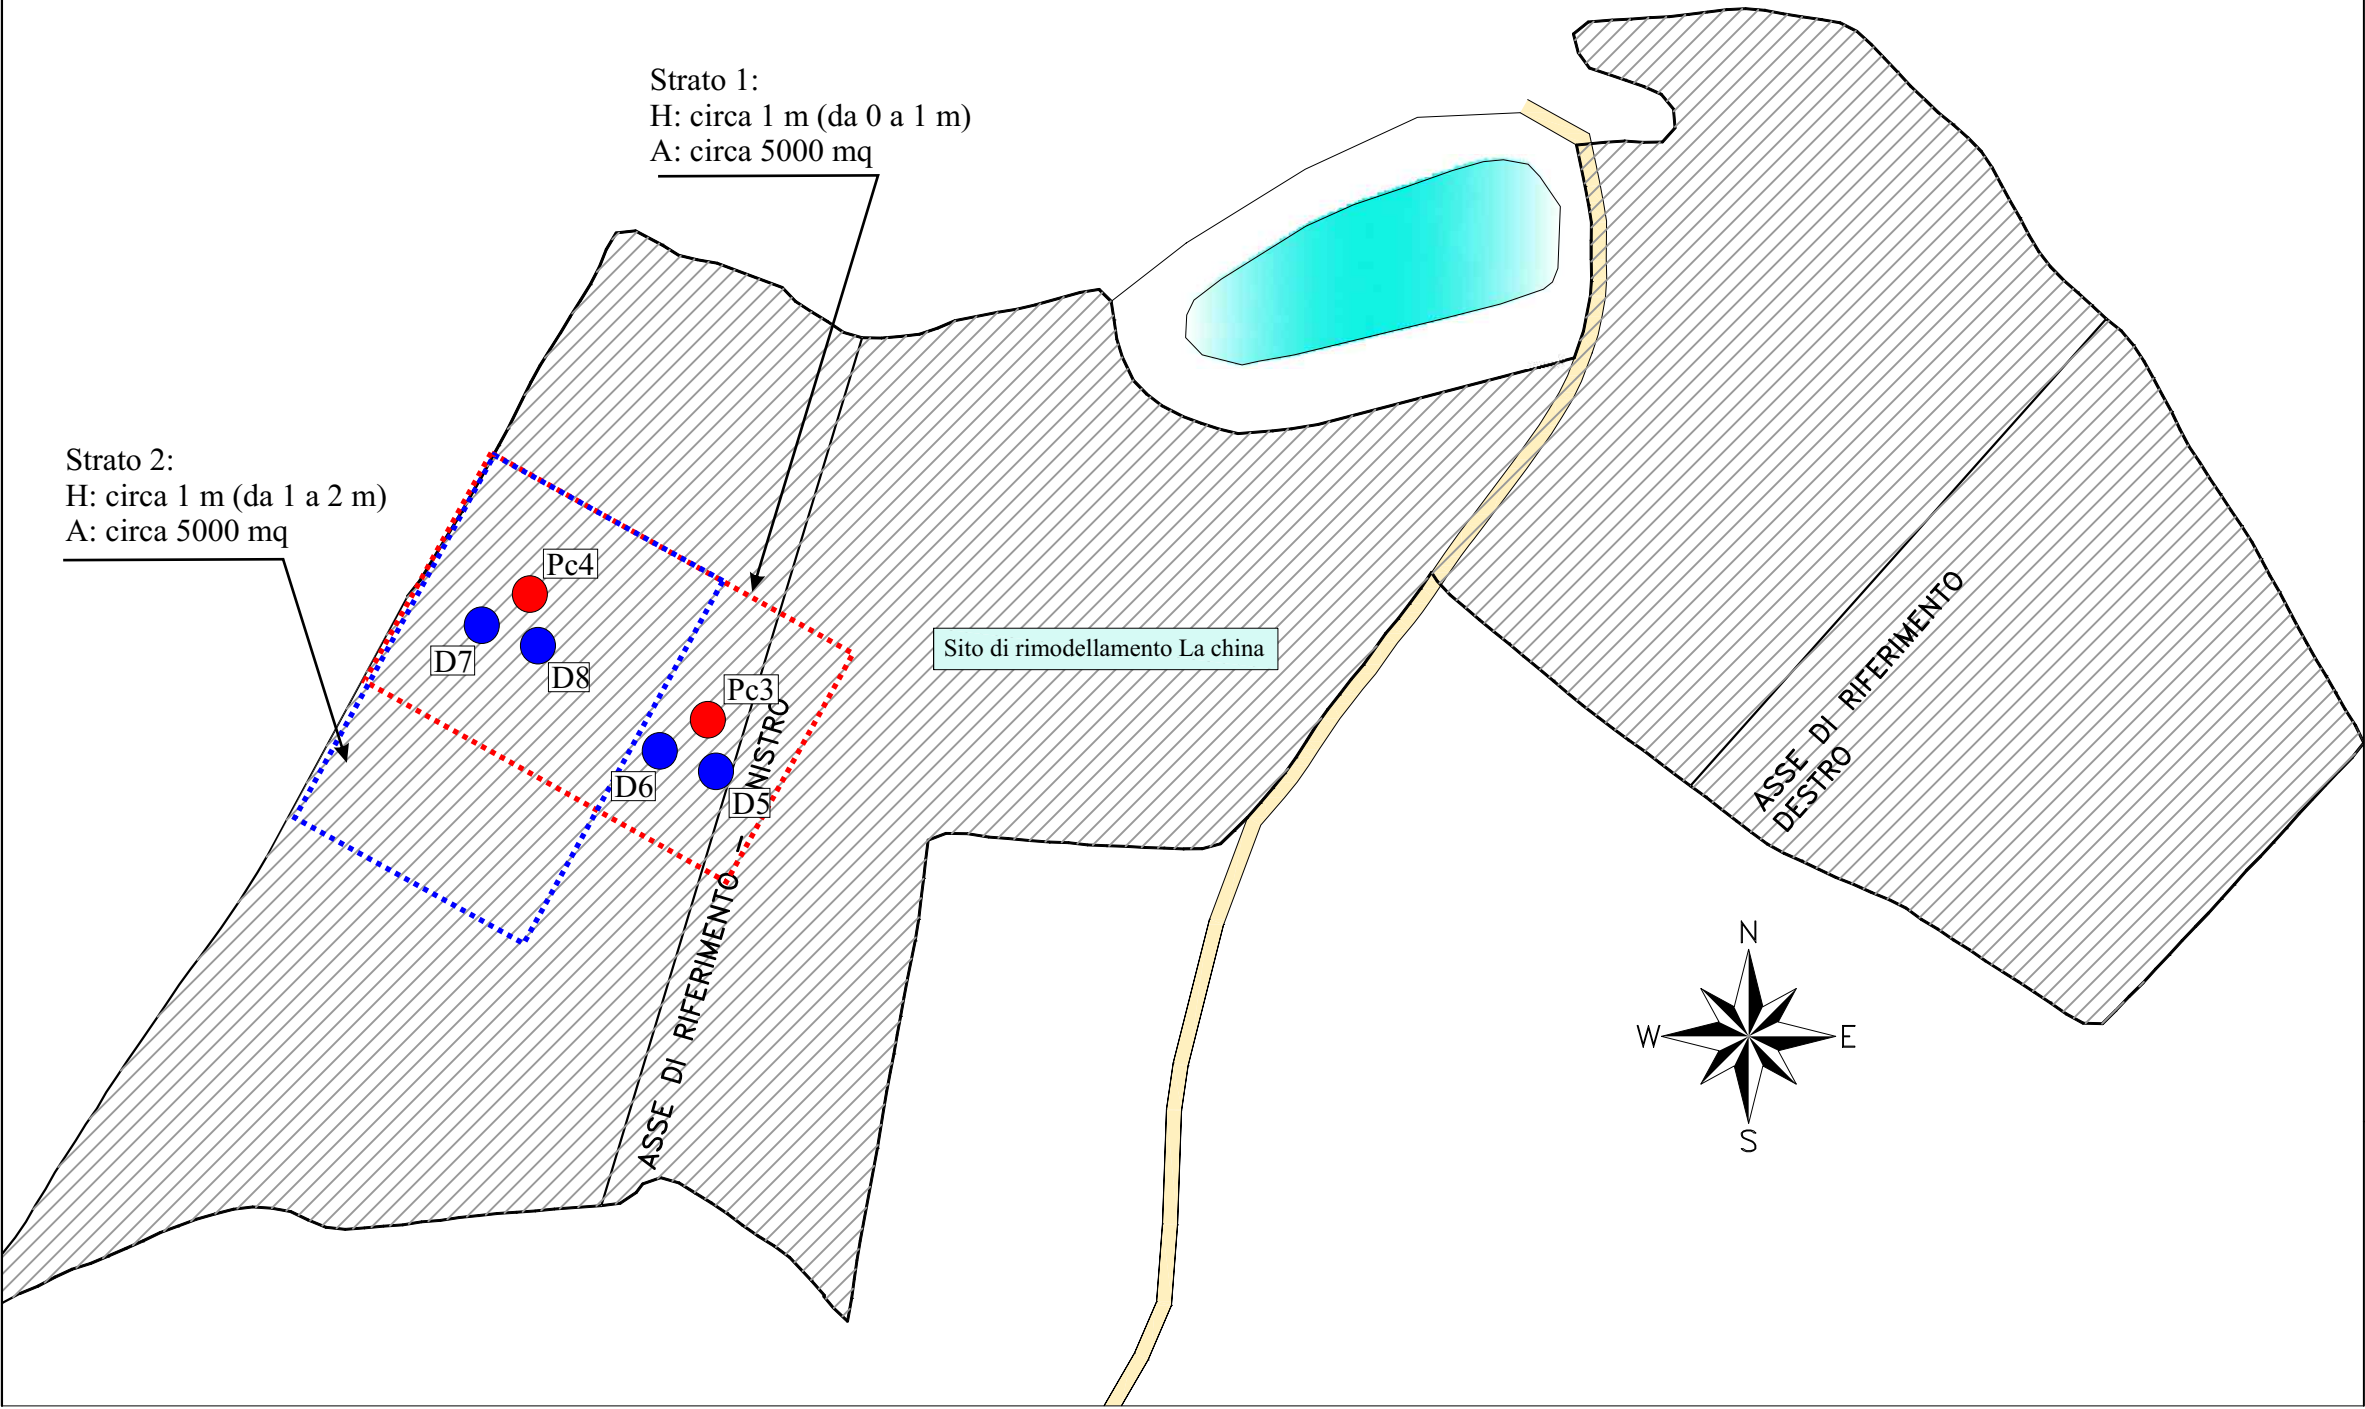 Strato 1:
H: circa 1 m (da 0 a 1 m)
A: circa 5000 mq
Strato 2:
H: circa 1 m (da 1 a 2 m)
A: circa 5000 mq
Pc4
D7
D8
Pc3
D6
D5
Sito di rimodellamento La china
ASSE DI RIFERIMENTO
NISTRO
ASSE DI RIFERIMENTO
DESTRO
N
W
E
S